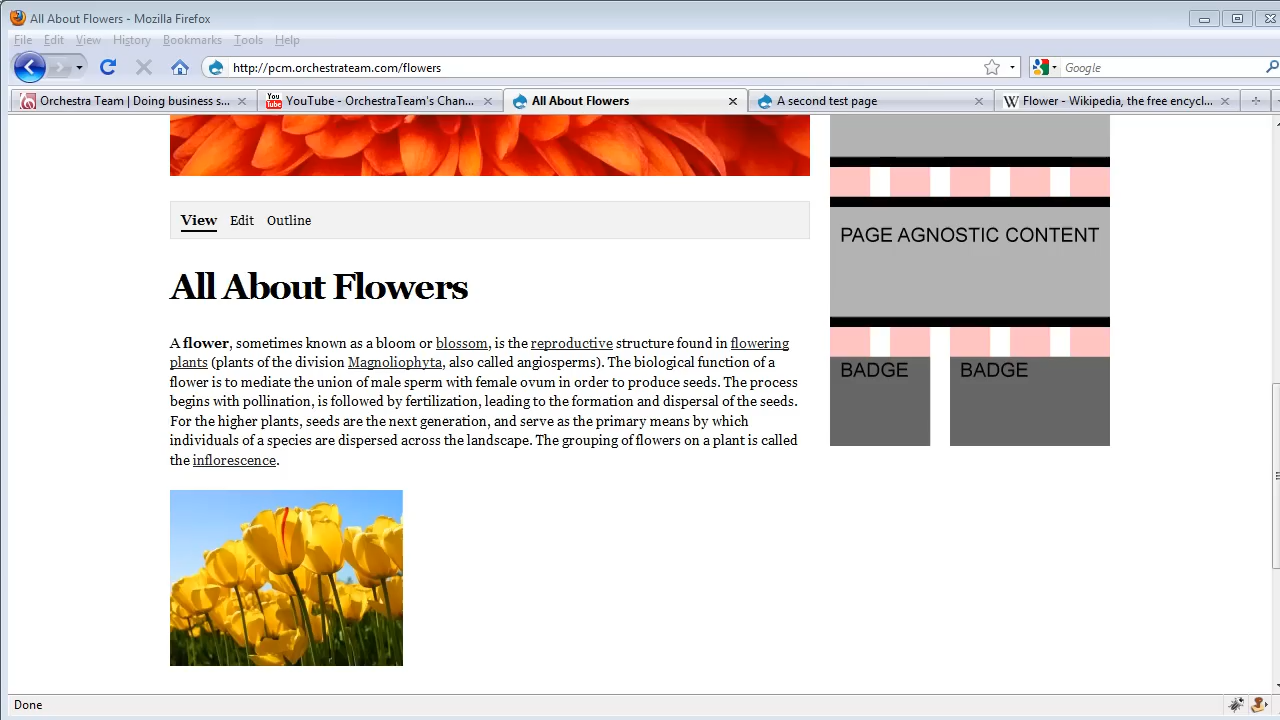 All About Flowers - Mozilla Firefox
File Edit View History Bookmarks Tools Help
http://pcm.orchestrateam.com/flowers
Google
Orchestra Team | Doing business s...
You Tube
YouTube - OrchestraTeam's Chan...
All About Flowers
A second test page
W Flower - Wikipedia, the free encycl...
View Edit Outline
PAGE AGNOSTIC CONTENT
All About Flowers
A flower, sometimes known as a bloom or blossom, is the reproductive structure found in flowering
plants (plants of the division Magnoliophyta, also called angiosperms). The biological function of a
flower is to mediate the union of male sperm with female ovum in order to produce seeds. The process
begins with pollination, is followed by fertilization, leading to the formation and dispersal of the seeds.
For the higher plants, seeds are the next generation, and serve as the primary means by which
individuals of a species are dispersed across the landscape. The grouping of flowers on a plant is called
the inflorescence.
BADGE
BADGE
Done